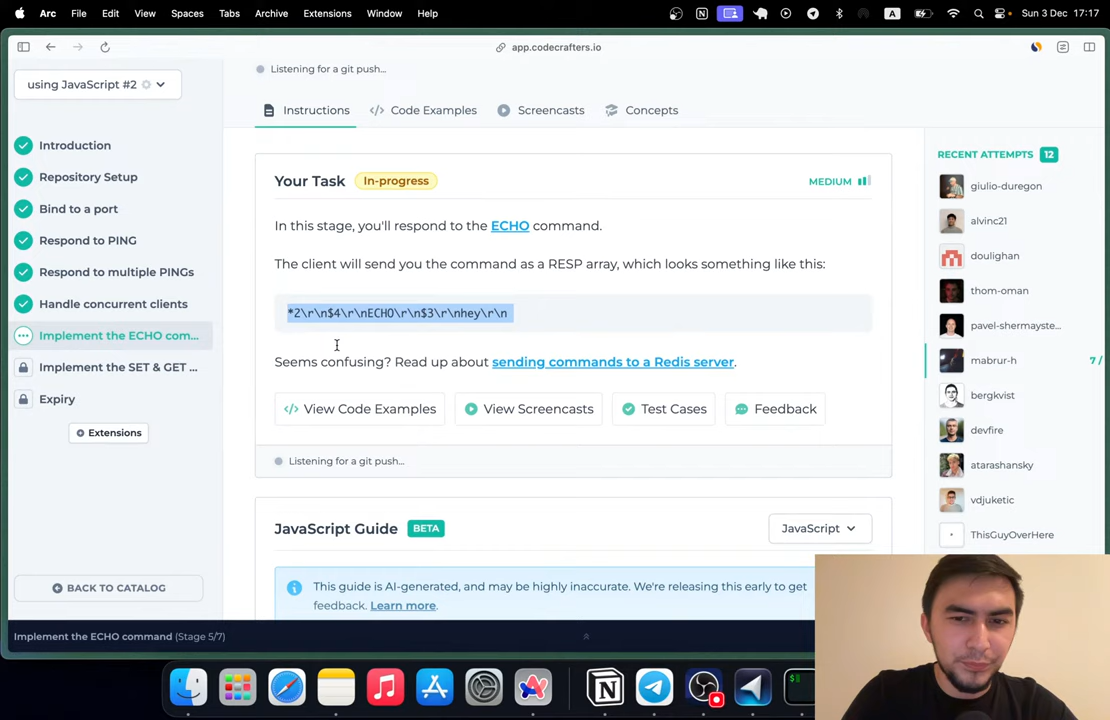 Arc File Edit View Spaces Tabs Archive Extensions Window Help A Sun 3 Dec 17:17
app.codecrafters.io
using JavaScript #2
Introduction
Repository Setup
Bind to a port
Respond to PING
Respond to multiple PINGs
Handle concurrent clients
Implement the ECHO com...
Implement the SET & GET ...
Expiry
Extensions
BACK TO CATALOG
Listening for a git push...
Instructions Code Examples Screencasts Concepts
Your Task In-progress MEDIUM
In this stage, you'll respond to the ECHO command.
The client will send you the command as a RESP array, which looks something like this:
*2\r\n$4\r\nECHO\r\n$3\r\nhey\r\n
Seems confusing? Read up about sending commands to a Redis server.
View Code Examples View Screencasts Test Cases Feedback
Listening for a git push...
JavaScript Guide BETA JavaScript
This guide is AI-generated, and may be highly inaccurate. We're releasing this early to get
feedback. Learn more.
RECENT ATTEMPTS 12
giulio-duregon
alvinc21
doulighan
thom-oman
pavel-shermayste...
mabrur-h 7 /
bergkvist
devfire
atarashansky
vdjuketic
ThisGuyOverHere
Implement the ECHO command (Stage 5/7)